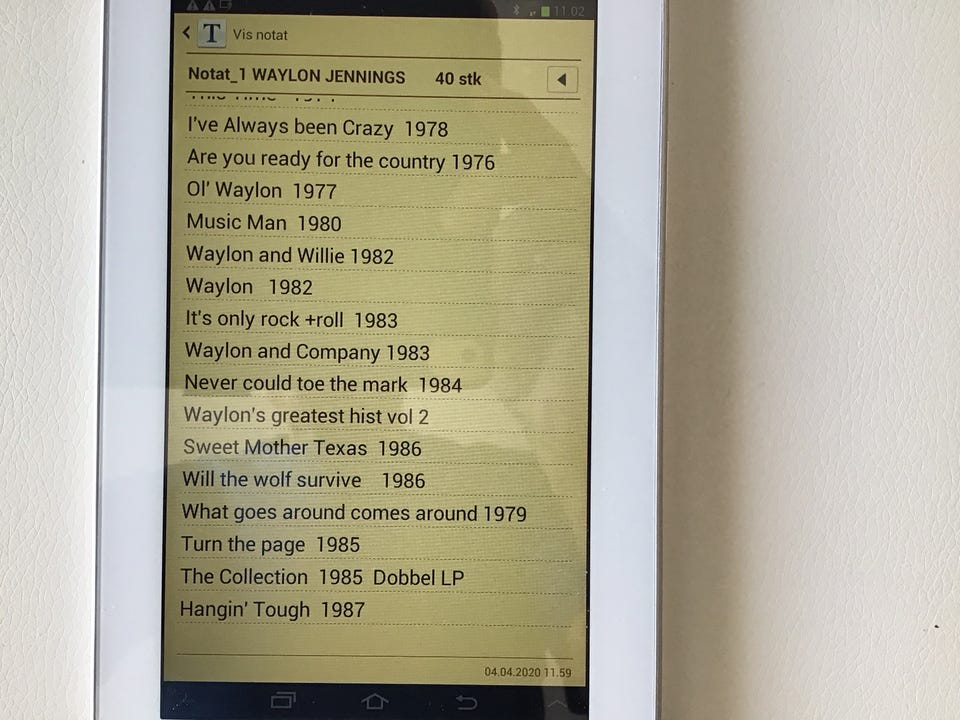 11.02
T Vis notat
Notat_1 WAYLON JENNINGS 40 stk
I've Always been Crazy 1978
Are you ready for the country 1976
Ol' Waylon 1977
Music Man 1980
Waylon and Willie 1982
Waylon 1982
It's only rock +roll 1983
Waylon and Company 1983
Never could toe the mark 1984
Waylon's greatest hist vol 2
Sweet Mother Texas 1986
Will the wolf survive 1986
What goes around comes around 1979
Turn the page 1985
The Collection 1985 Dobbel LP
Hangin' Tough 1987
04.04.2020 11.59